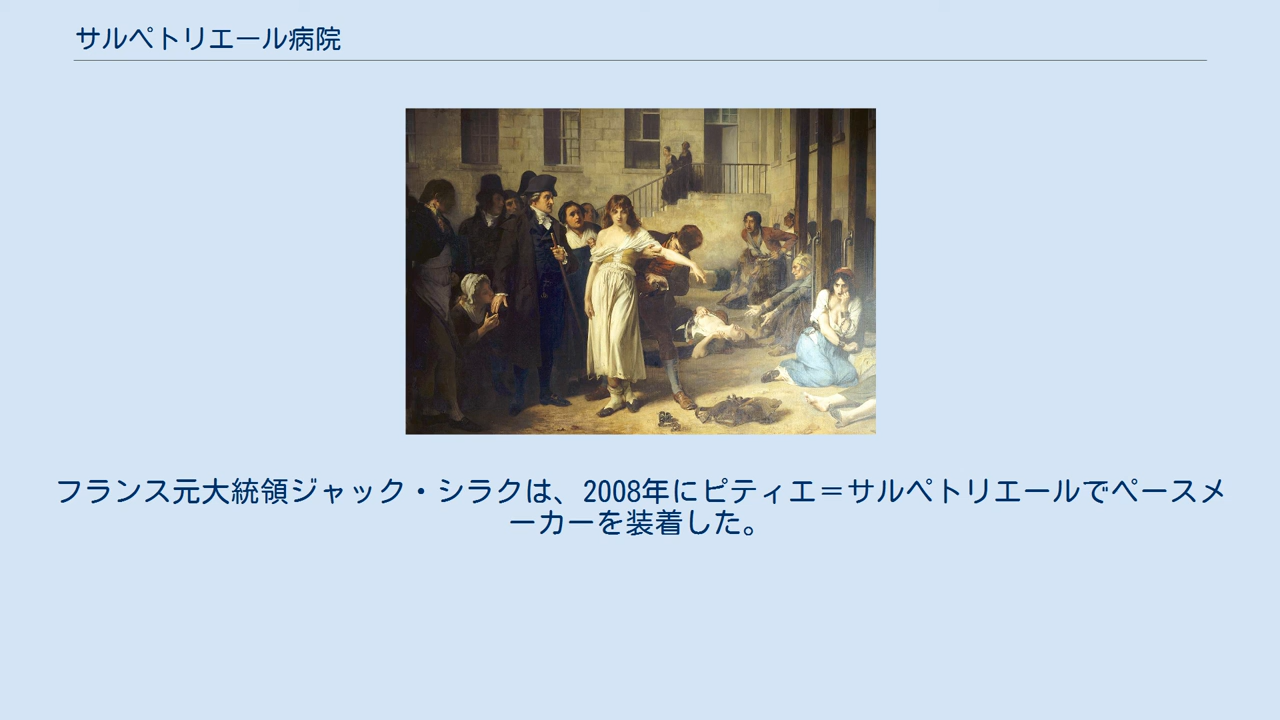 サルペトリエール病院
フランス元大統領ジャック・シラクは、2008年にピティエ＝サルペトリエールでペースメ
ーカーを装着した。